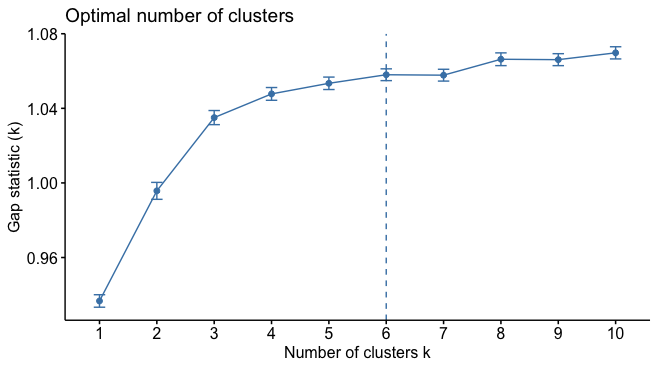 Optimal number of clusters
1.08
1.04
1.00
0.96
Gap statistic (k)
1 2 3 4 5 6 7 8 9 10
Number of clusters k